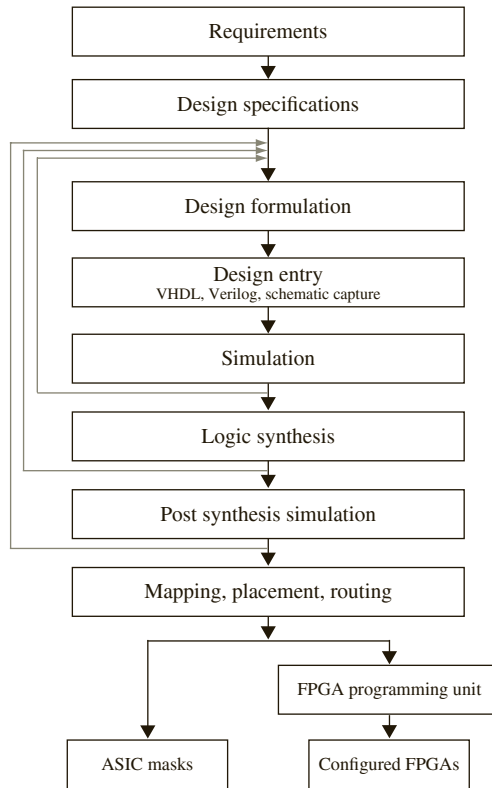 Requirements
Design specifications
Design formulation
Design entry
VHDL, Verilog, schematic capture
Simulation
Logic synthesis
Post synthesis simulation
Mapping, placement, routing
FPGA programming unit
ASIC masks
Configured FPGAs